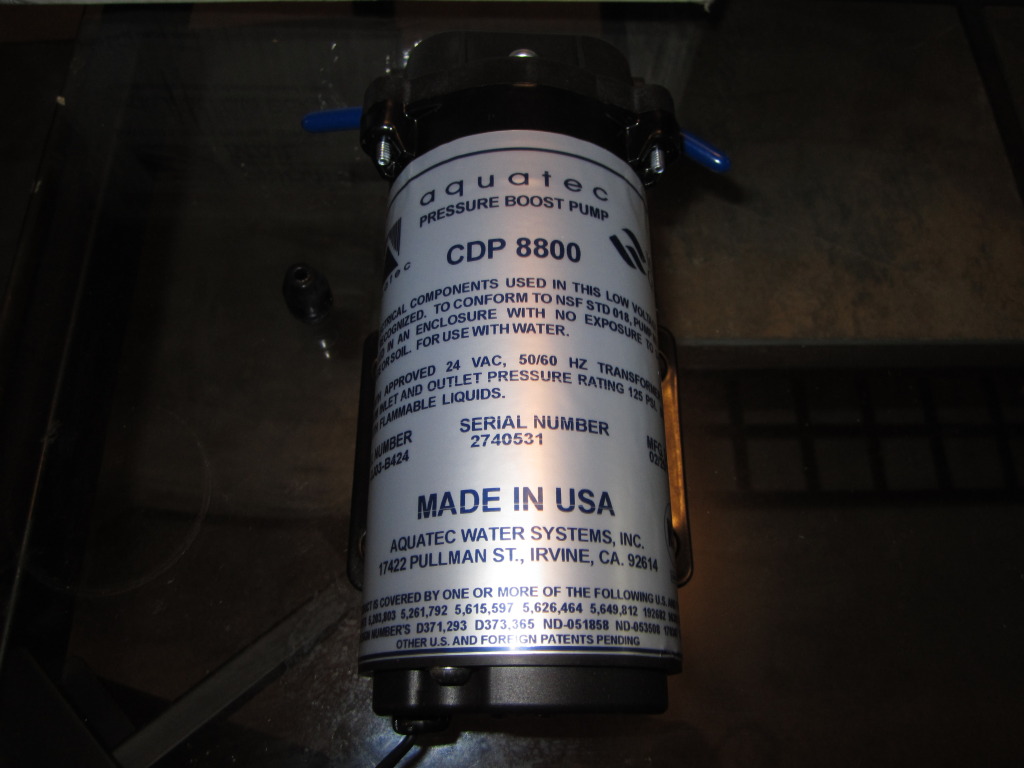 aquatec
PRESSURE BOOST PUMP
CDP 8800
COMPONENTS USED IN THIS LOW
TO CONFORM TO NSF STD 018. PUMP
IN AN ENCLOSURE WITH NO EXPOSURE TO
OR SOIL. FOR USE WITH WATER.
APPROVED 24 VAC, 50/60 HZ
INLET AND OUTLET PRESSURE RATING 125 PSI.
FLAMMABLE LIQUIDS.
SERIAL NUMBER
2740531
NUMBER
-B424
MADE IN USA
AQUATEC WATER SYSTEMS, INC.
17422 PULLMAN ST., IRVINE, CA. 92614
IS COVERED BY ONE OR MORE OF THE FOLLOWING U.S.
5,261,792 5,615,597 5,626,464 5,649,812
NUMBER'S D371,293 D373,365 ND-051858
OTHER U.S. AND FOREIGN PATENTS PENDING